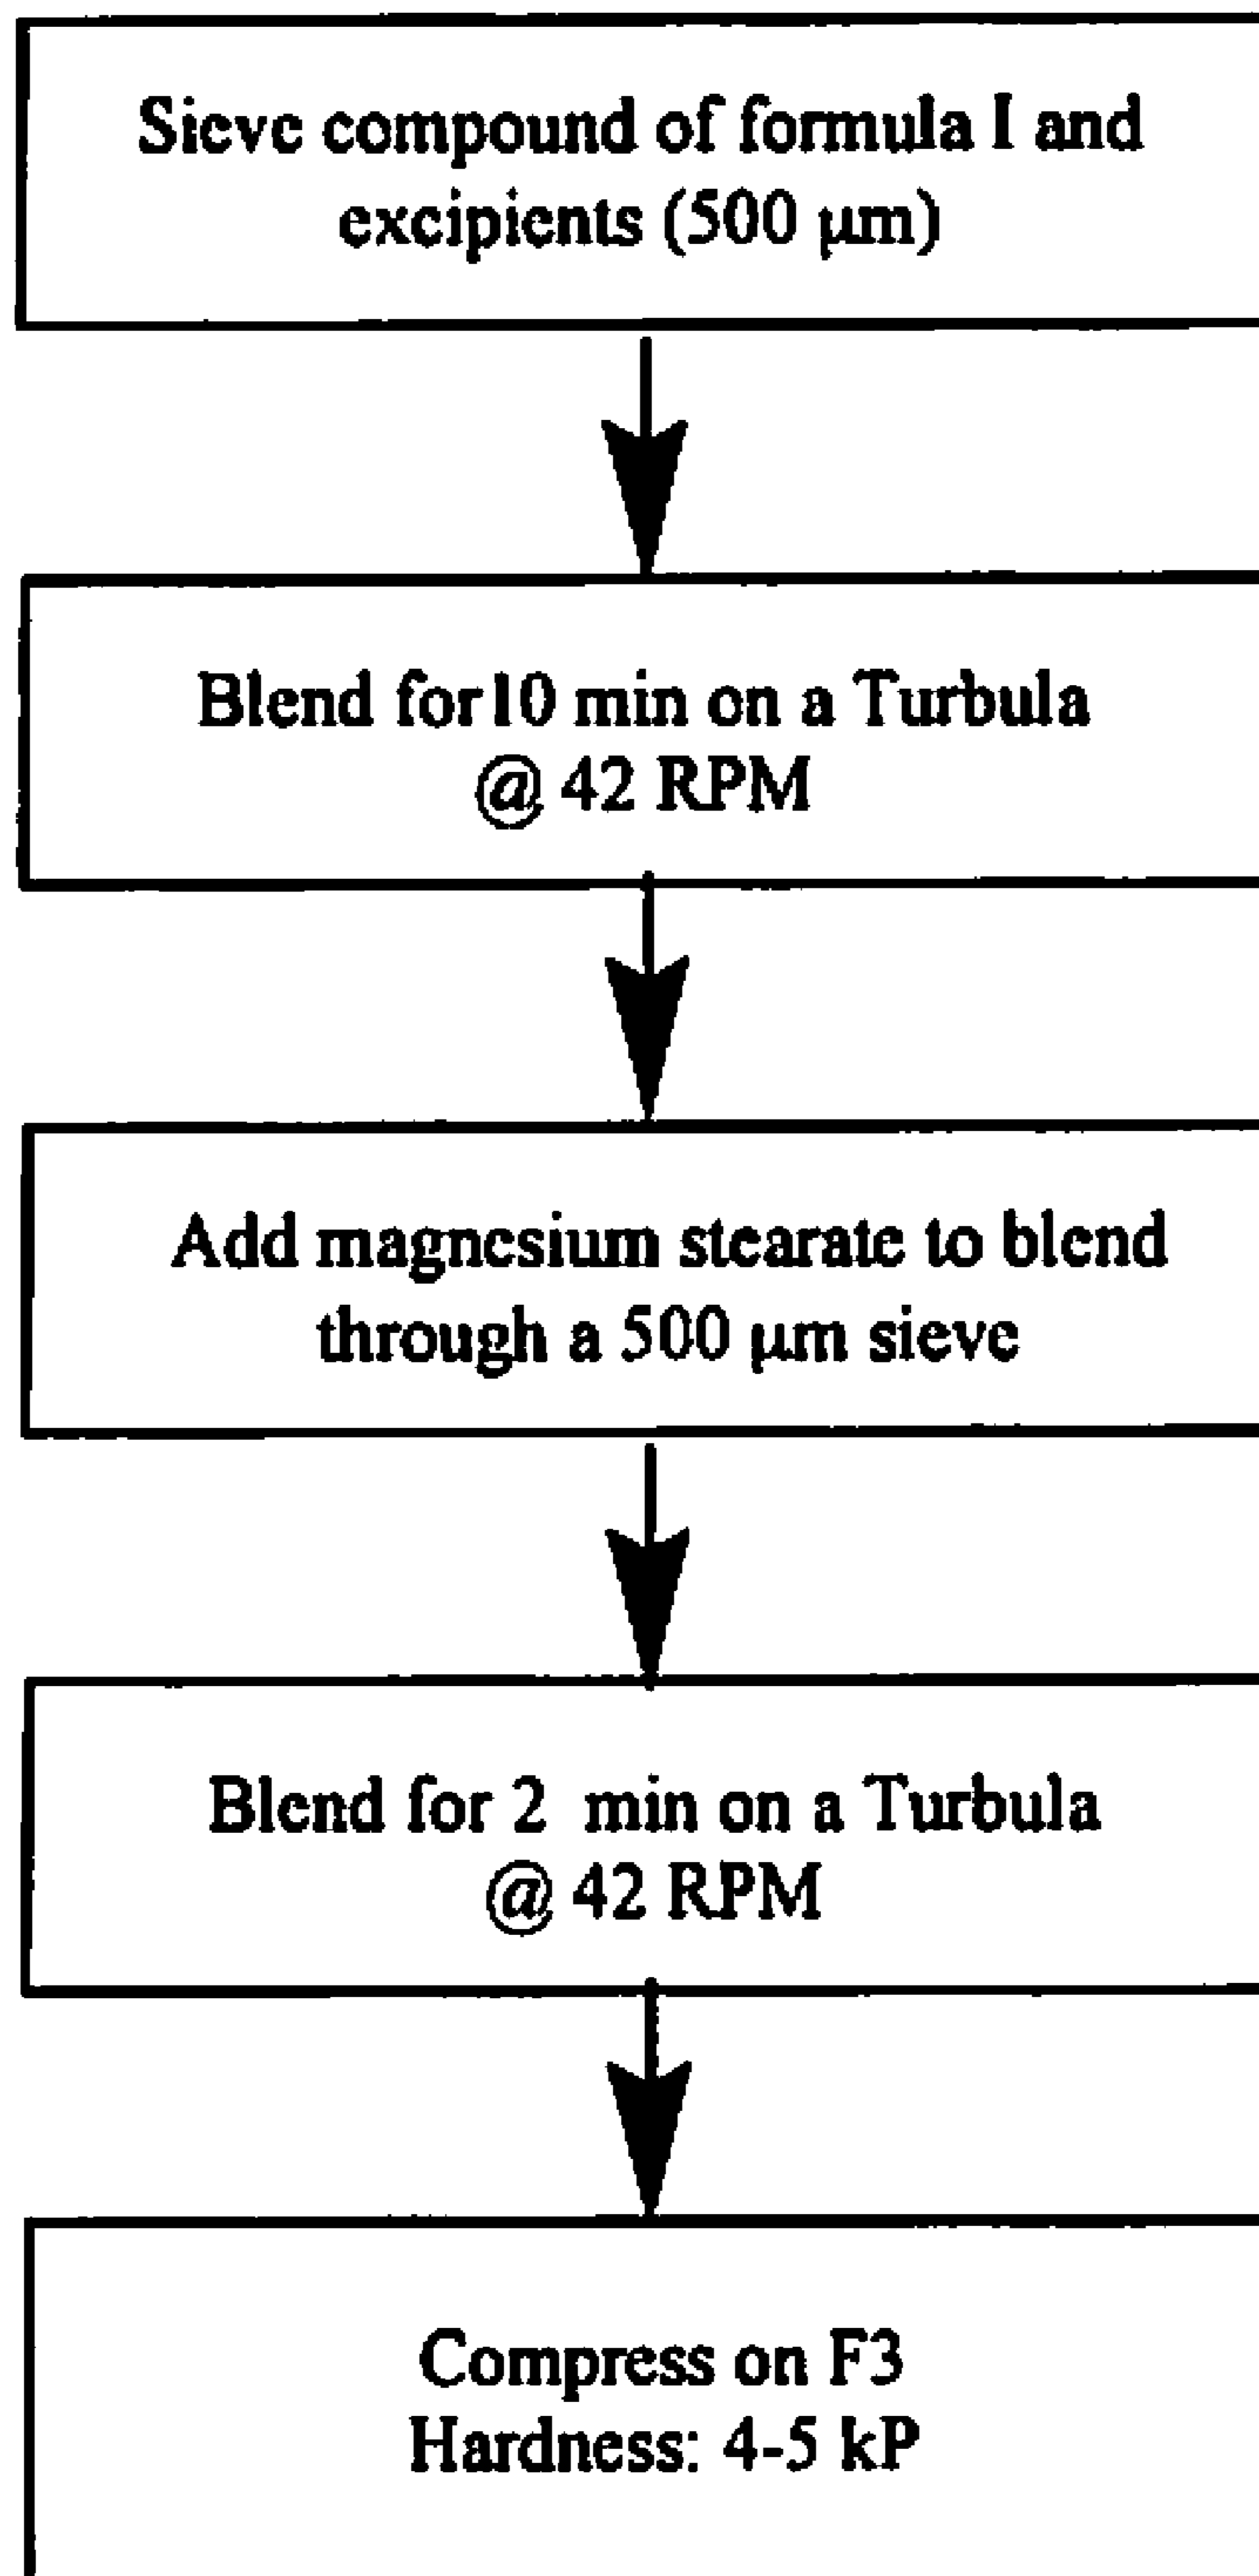 Sieve compound of formula I and
excipients (500 µm)
Blend for10 min on a Turbula
@ 42 RPM
Add magnesium stearate to blend
through a 500 µm sieve
Blend for 2  min on a Turbula
@ 42 RPM
Compress on F3
Hardness: 4-5 kP